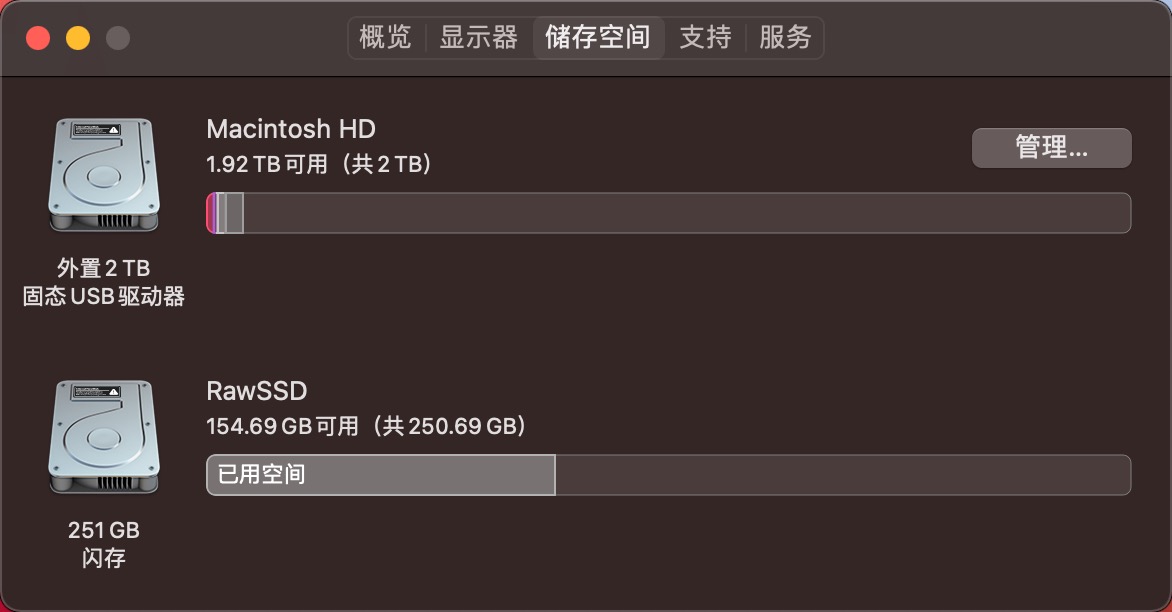 概览 显示器 储存空间 支持 服务
Macintosh HD
1.92 TB 可用（共 2 TB）
管理...
外置 2 TB
固态 USB 驱动器
RawSSD
154.69 GB 可用（共 250.69 GB）
已用空间
251 GB
闪存